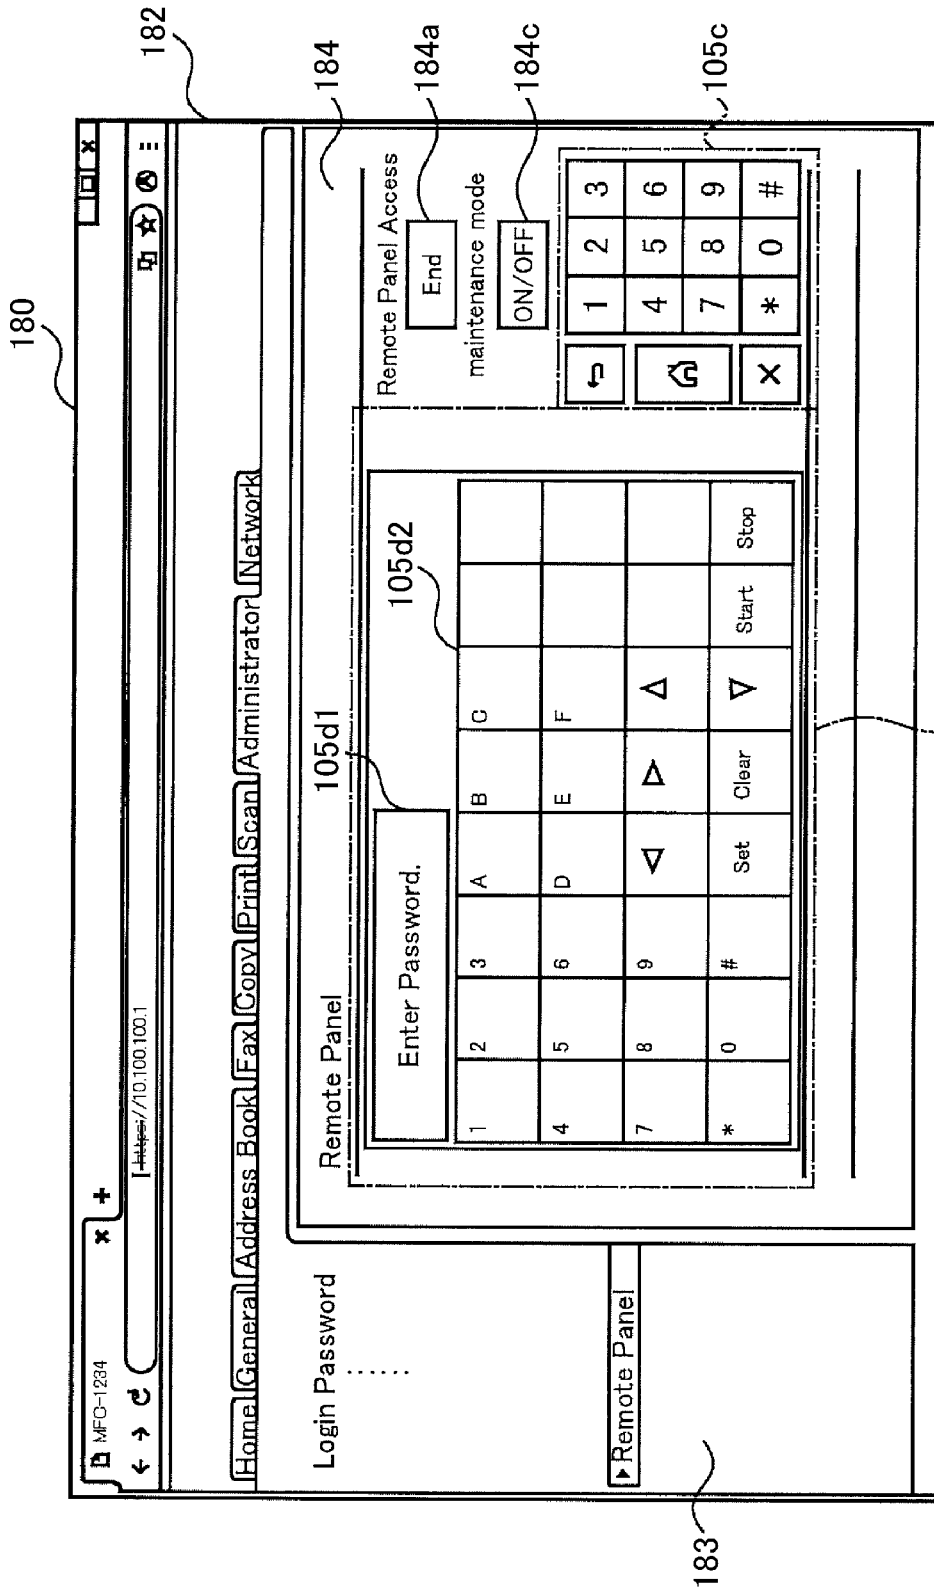 180
182
MFC-1234
https://10.100.100.1
Home General Address Book Fax Copy Print Scan Administrator Network
Login Password
......
Remote Panel
183
Remote Panel
105d1
Enter Password.
105d2
1 2 3 A B C
4 5 6 D E F
7 8 9
* 0 # Set Clear Start Stop
184
Remote Panel Access
End
184a
maintenance mode
ON/OFF
184c
105c
1 2 3
4 5 6
7 8 9
* 0 #